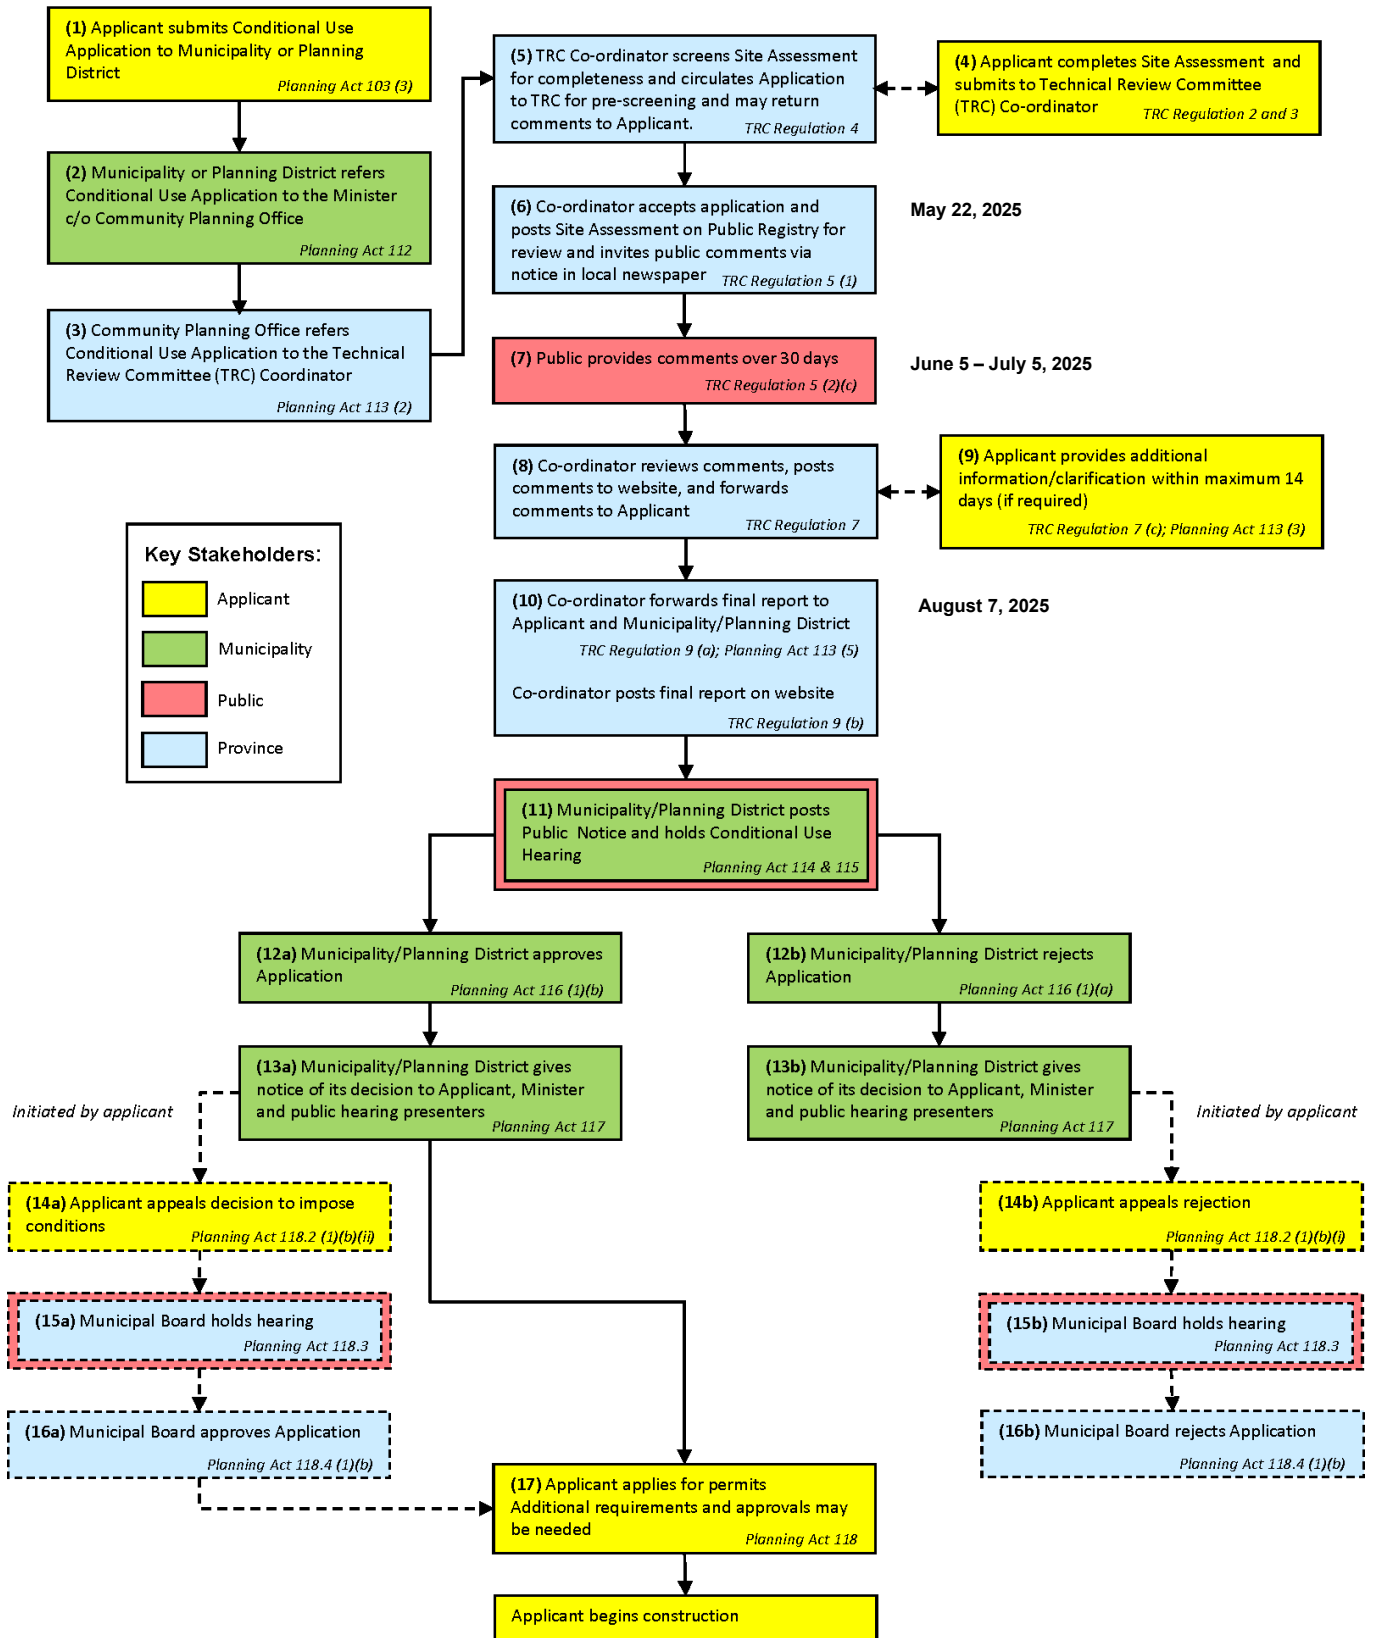 (1) Applicant submits Conditional Use
Application to Municipality or Planning
District
Planning Act 103 (3)
(2) Municipality or Planning District refers
Conditional Use Application to the Minister
c/o Community Planning Office
Planning Act 112
(3) Community Planning Office refers
Conditional Use Application to the Technical
Review Committee (TRC) Coordinator
Planning Act 113 (2)
(4) Applicant completes Site Assessment and
submits to Technical Review Committee
(TRC) Co-ordinator
TRC Regulation 2 and 3
(5) TRC Co-ordinator screens Site Assessment
for completeness and circulates Application
to TRC for pre-screening and may return
comments to Applicant.
TRC Regulation 4
(6) Co-ordinator accepts application and
posts Site Assessment on Public Registry for
review and invites public comments via
notice in local newspaper
TRC Regulation 5 (1)
May 22, 2025
(7) Public provides comments over 30 days
TRC Regulation 5 (2)(c)
June 5 – July 5, 2025
(8) Co-ordinator reviews comments, posts
comments to website, and forwards
comments to Applicant
TRC Regulation 7
(9) Applicant provides additional
information/clarification within maximum 14
days (if required)
TRC Regulation 7 (c); Planning Act 113 (3)
Key Stakeholders:
Applicant
Municipality
Public
Province
(10) Co-ordinator forwards final report to
Applicant and Municipality/Planning District
TRC Regulation 9 (a); Planning Act 113 (5)
Co-ordinator posts final report on website
TRC Regulation 9 (b)
August 7, 2025
(11) Municipality/Planning District posts
Public Notice and holds Conditional Use
Hearing
Planning Act 114 & 115
(12a) Municipality/Planning District approves
Application
Planning Act 116 (1)(b)
(12b) Municipality/Planning District rejects
Application
Planning Act 116 (1)(a)
(13a) Municipality/Planning District gives
notice of its decision to Applicant, Minister
and public hearing presenters
Planning Act 117
(13b) Municipality/Planning District gives
notice of its decision to Applicant, Minister
and public hearing presenters
Planning Act 117
Initiated by applicant
Initiated by applicant
(14a) Applicant appeals decision to impose
conditions
Planning Act 118.2 (1)(b)(ii)
(14b) Applicant appeals rejection
Planning Act 118.2 (1)(b)(i)
(15a) Municipal Board holds hearing
Planning Act 118.3
(15b) Municipal Board holds hearing
Planning Act 118.3
(16a) Municipal Board approves Application
Planning Act 118.4 (1)(b)
(16b) Municipal Board rejects Application
Planning Act 118.4 (1)(b)
(17) Applicant applies for permits
Additional requirements and approvals may
be needed
Planning Act 118
Applicant begins construction